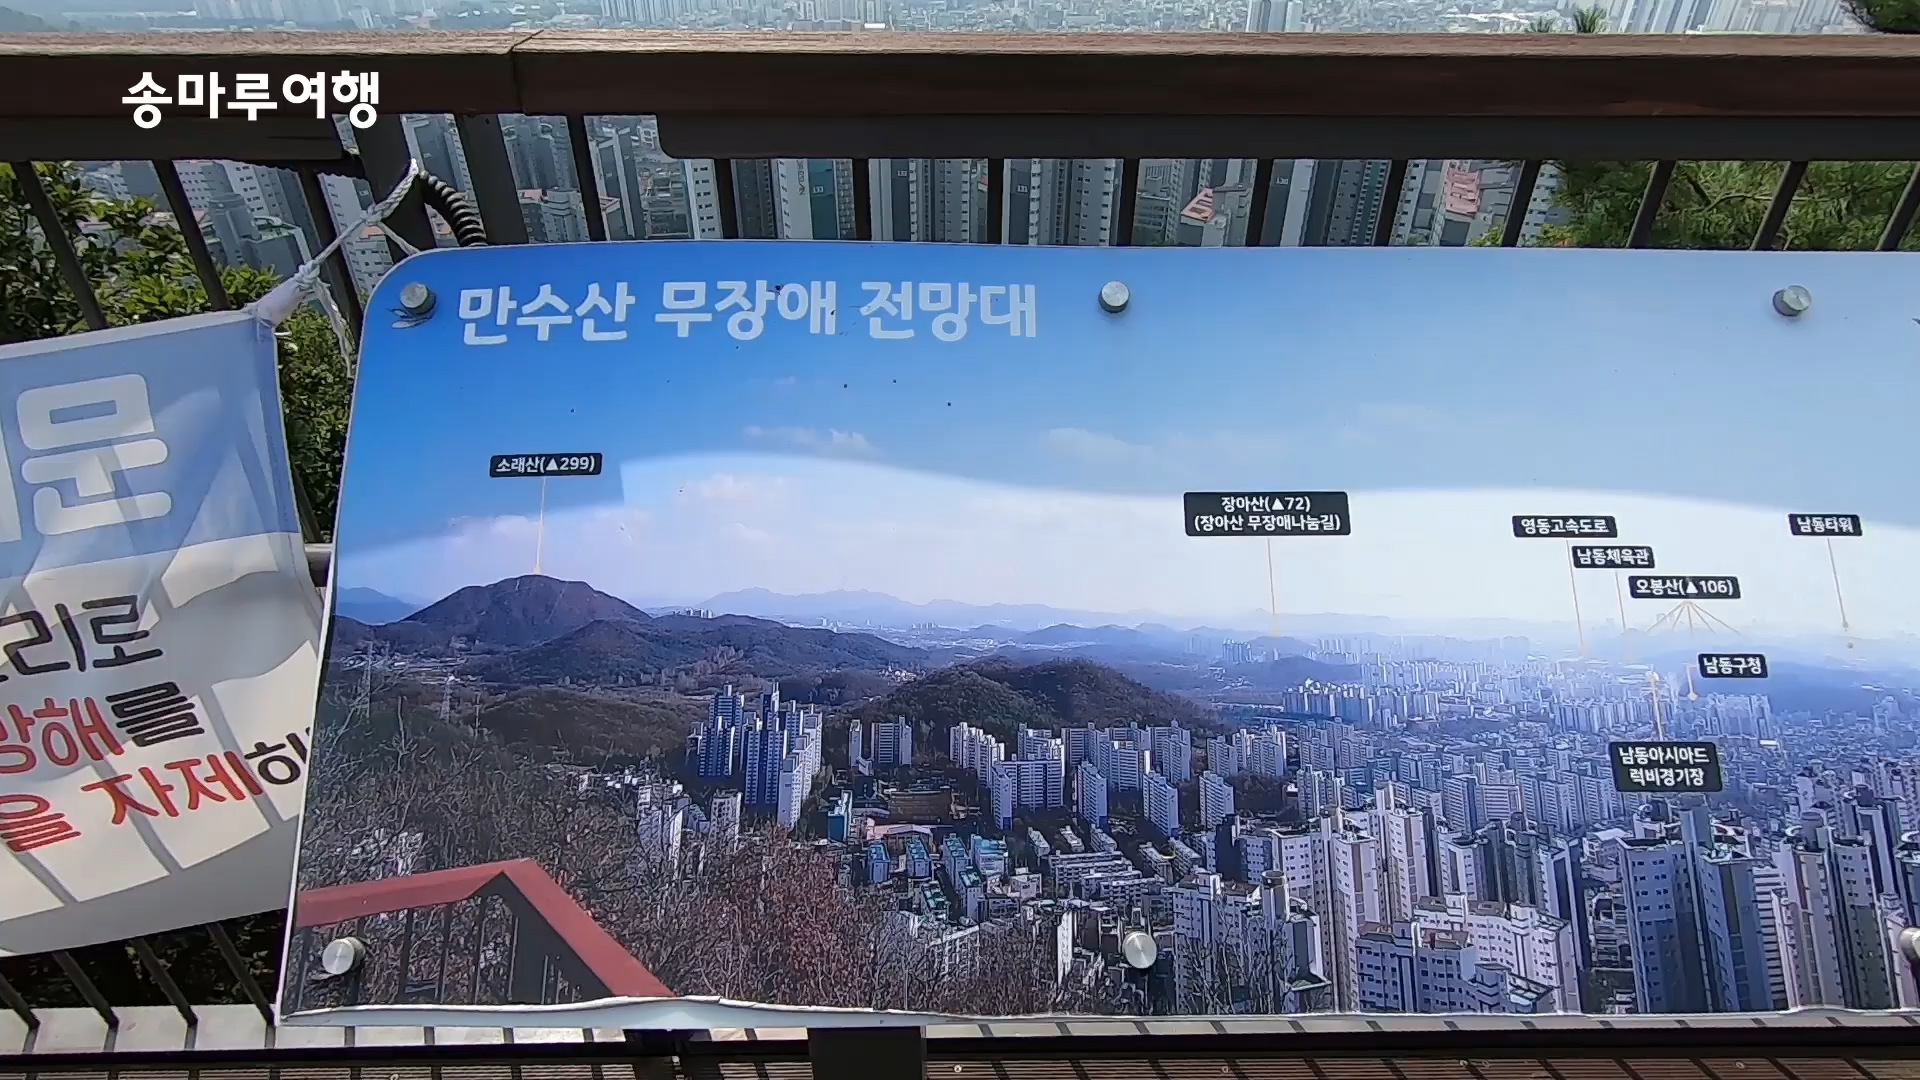 송마루여행
만수산 무장애 전망대
소래산(▲299)
장아산(▲72)
(장아산 무장애나눔길)
영동고속도로
남동체육관
오봉산(▲106)
남동타워
남동구청
남동아시아드
럭비경기장
문
리로
방해를
을 자제하